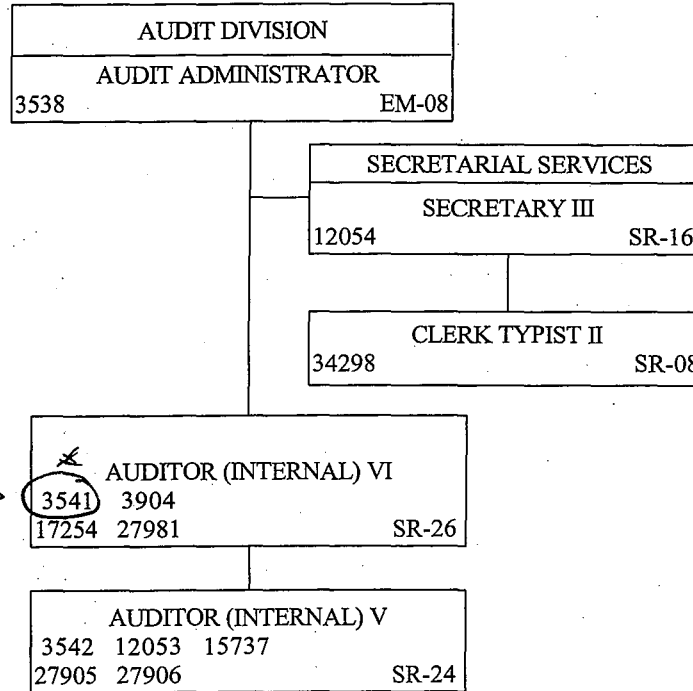 AUDIT DIVISION
AUDIT ADMINISTRATOR
3538 EM-08
SECRETARIAL SERVICES
SECRETARY III
12054 SR-16
CLERK TYPIST II
34298 SR-08
AUDITOR (INTERNAL) VI
3541 3904
17254 27981 SR-26
AUDITOR (INTERNAL) V
3542 12053 15737
27905 27906 SR-24